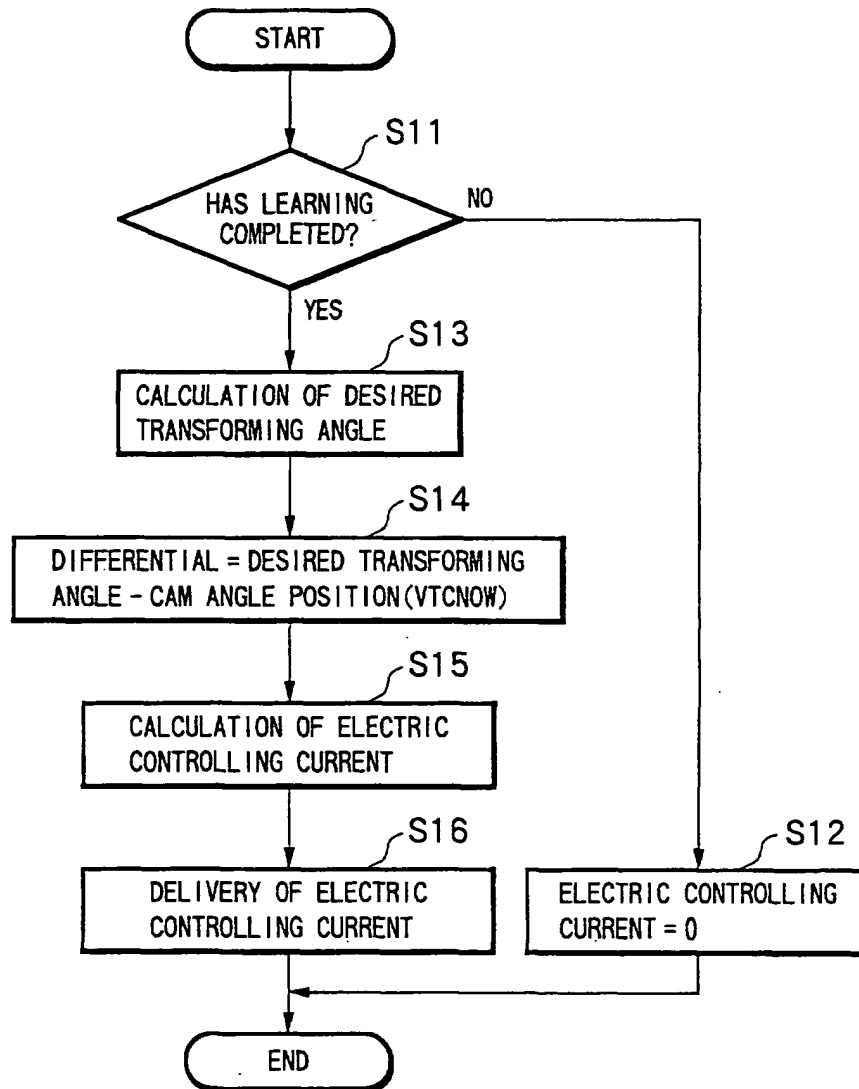 START
S11
HAS LEARNING
COMPLETED?
NO
YES
S13
CALCULATION OF DESIRED
TRANSFORMING ANGLE
S14
DIFFERENTIAL = DESIRED TRANSFORMING
ANGLE - CAM ANGLE POSITION(VTCNOW)
S15
CALCULATION OF ELECTRIC
CONTROLLING CURRENT
S16
DELIVERY OF ELECTRIC
CONTROLLING CURRENT
S12
ELECTRIC CONTROLLING
CURRENT = 0
END